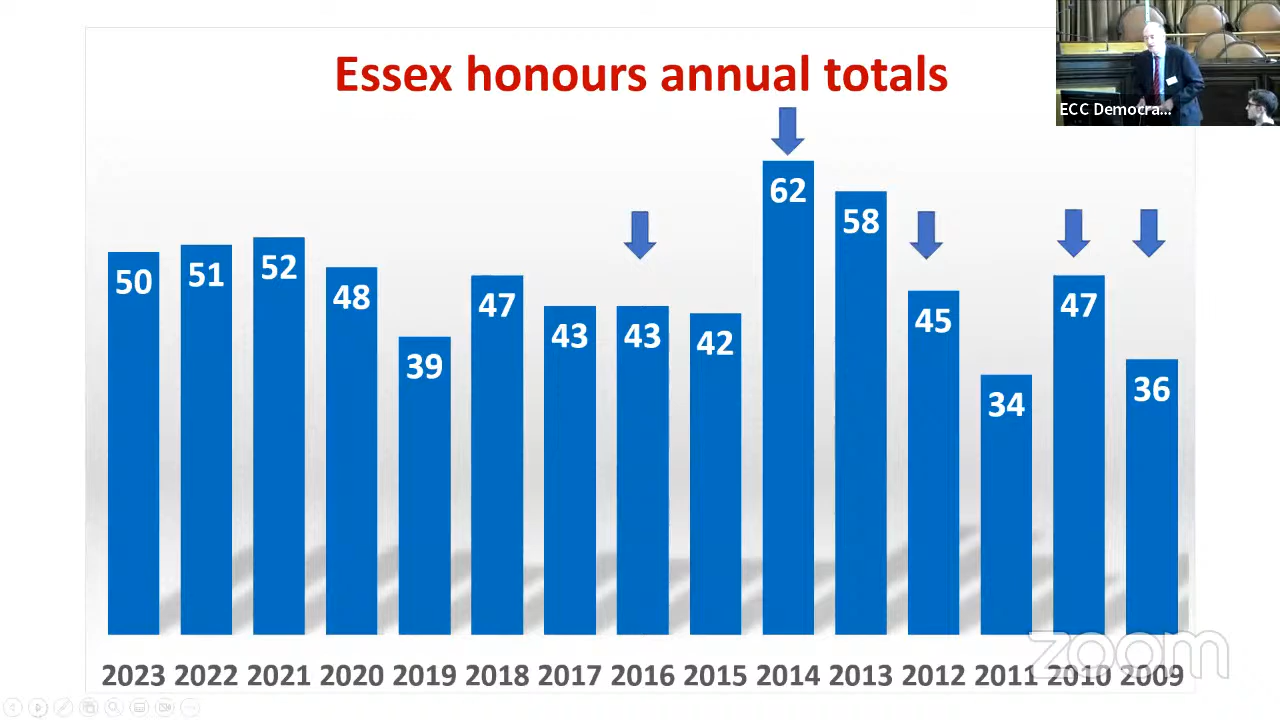 Essex honours annual totals
ECC Democra...
50 51 52 48 39 47 43 43 42 62 58 45 34 47 36
2023 2022 2021 2020 2019 2018 2017 2016 2015 2014 2013 2012 2011 2010 2009
zoom